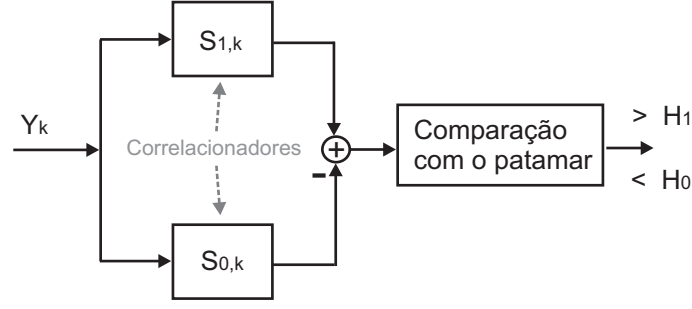 S1,k
Yk
Correlacionadores
+
-
Comparação
com o patamar
> H1
< H0
S0,k